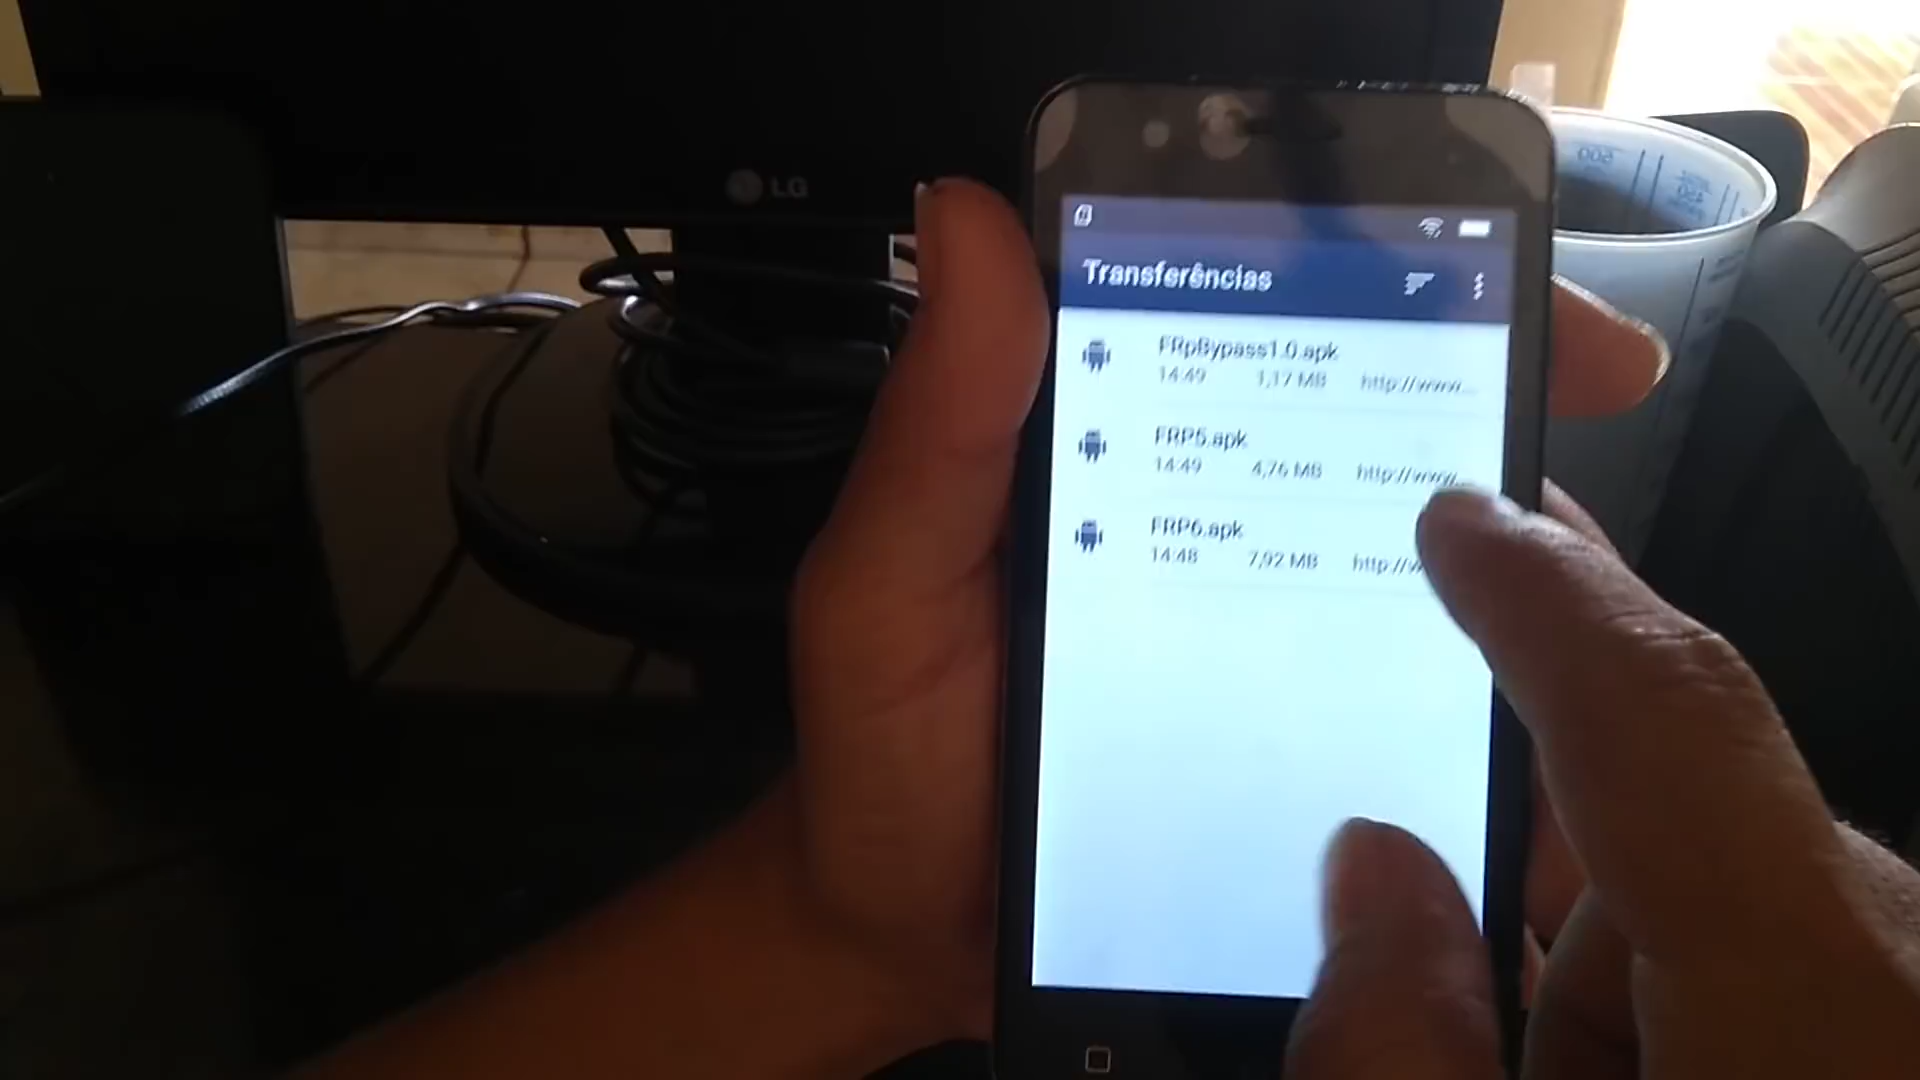 LG
Transferências
FRpBypass1.0.apk
14:49 1,17 MB http://www...
FRP5.apk
14:49 4,76 MB http://www...
FRP6.apk
14:48 7,92 MB http://w
500